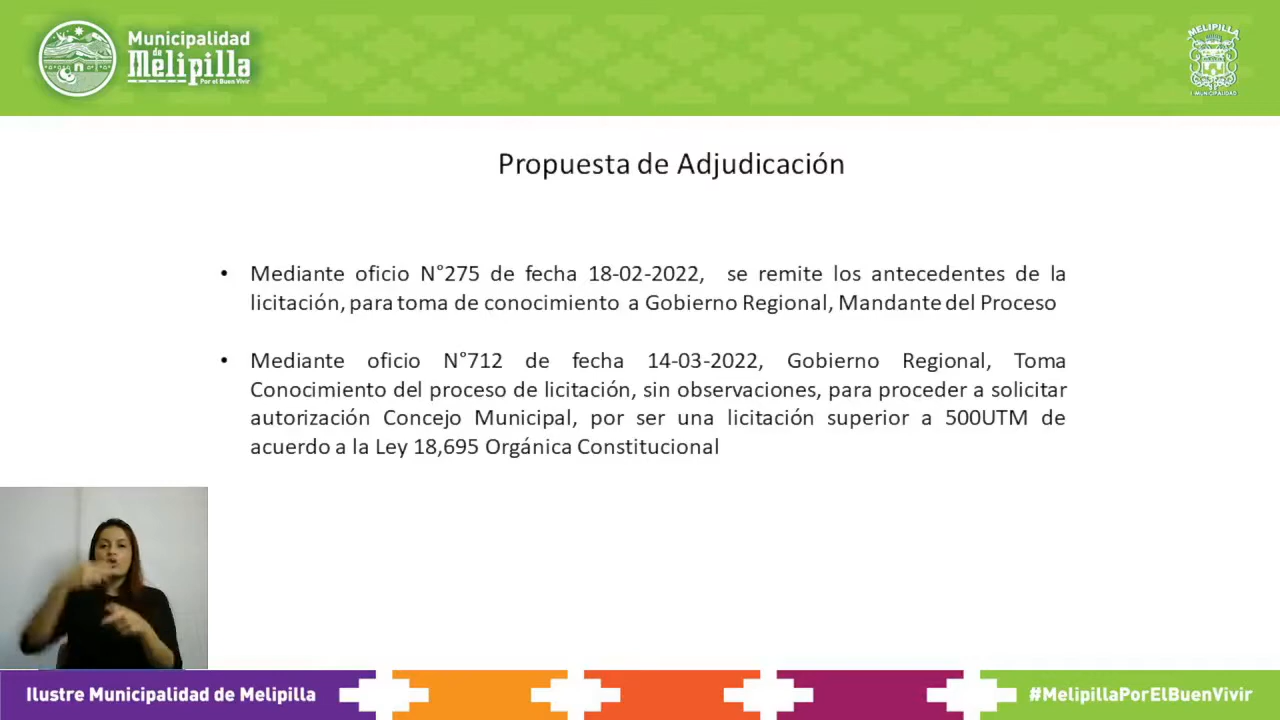 Municipalidad
de
Melipilla
Por el Buen Vivir
MELIPILLA
I. MUNICIPALIDAD
Propuesta de Adjudicación
• Mediante oficio N°275 de fecha 18-02-2022, se remite los antecedentes de la
licitación, para toma de conocimiento a Gobierno Regional, Mandante del Proceso
• Mediante oficio N°712 de fecha 14-03-2022, Gobierno Regional, Toma
Conocimiento del proceso de licitación, sin observaciones, para proceder a solicitar
autorización Concejo Municipal, por ser una licitación superior a 500UTM de
acuerdo a la Ley 18,695 Orgánica Constitucional
Ilustre Municipalidad de Melipilla
#MelipillaPorElBuenVivir